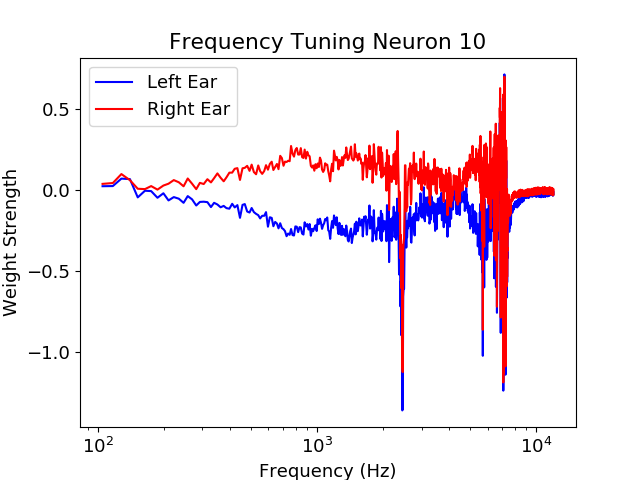 Frequency Tuning Neuron 10
Left Ear
Right Ear
Weight Strength
0.5
0.0
−0.5
−1.0
10²
10³
10⁴
Frequency (Hz)